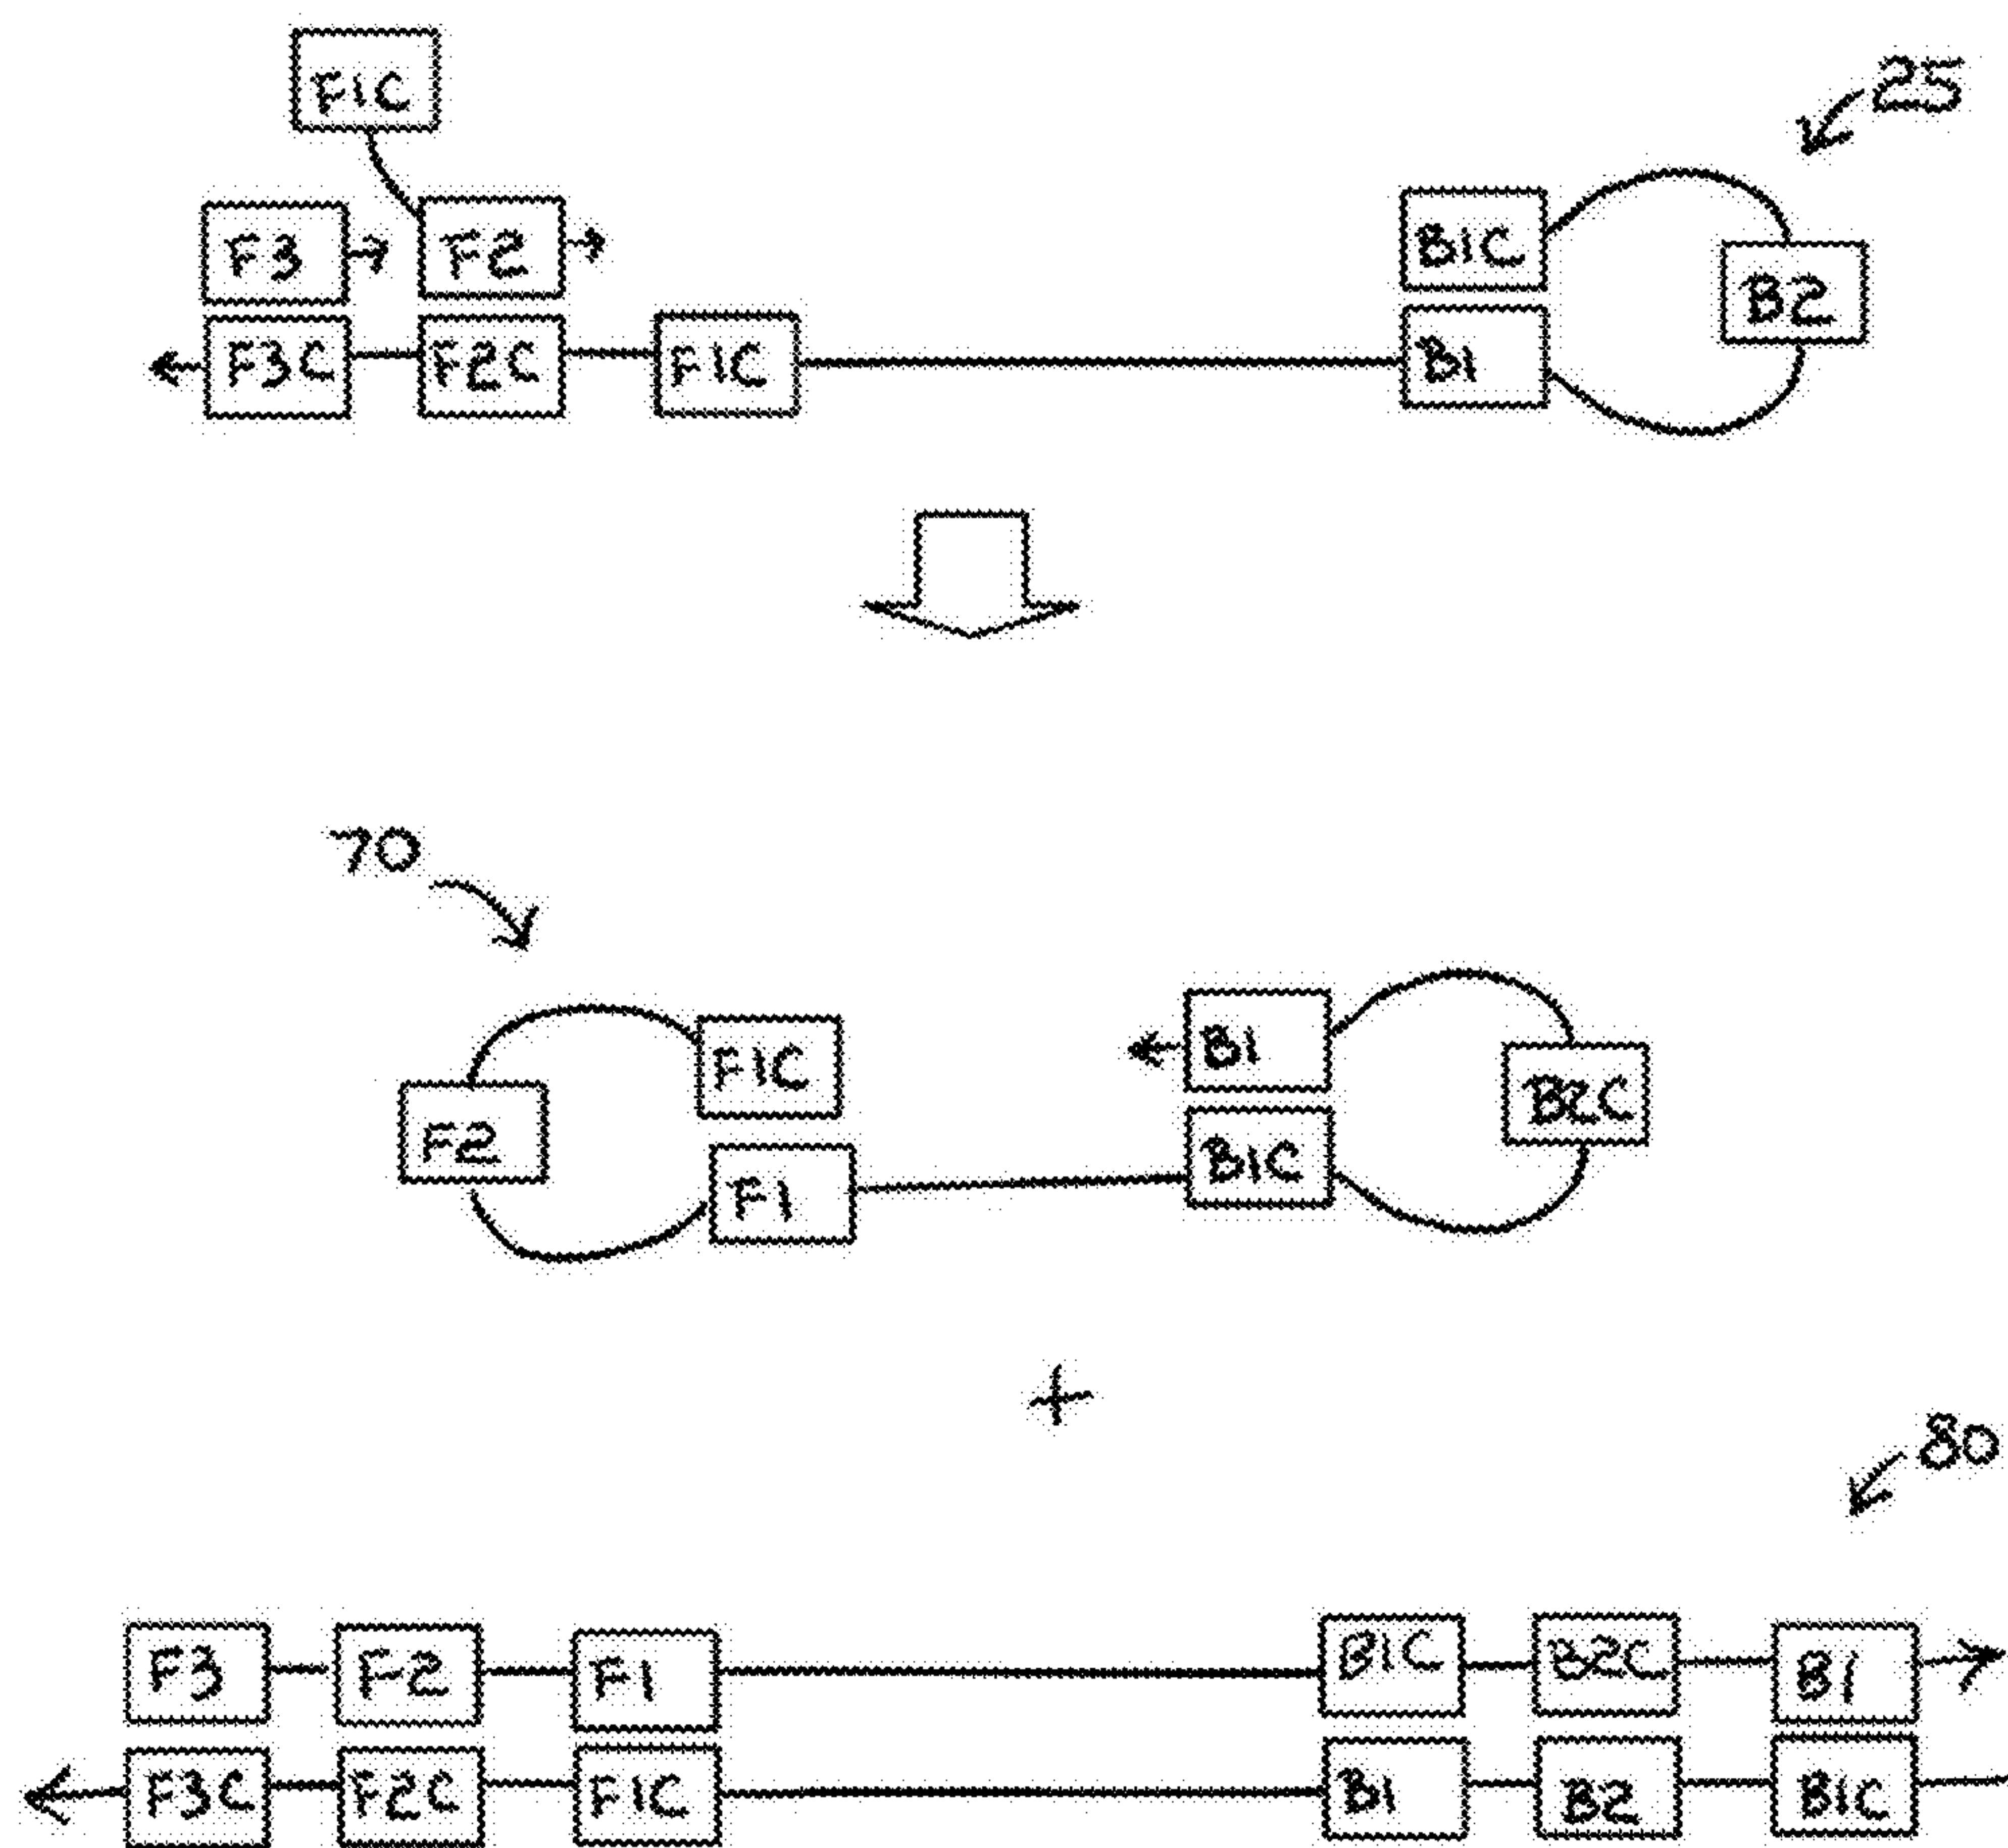 F1C
25
F3 F2 B1C
B2
F3C F2C F1C B1
70
F1C B1
F2 B2C
F1 B1C
+
80
F3 F2 F1 B1C B2C B1
F3C F2C F1C B1 B2 B1C